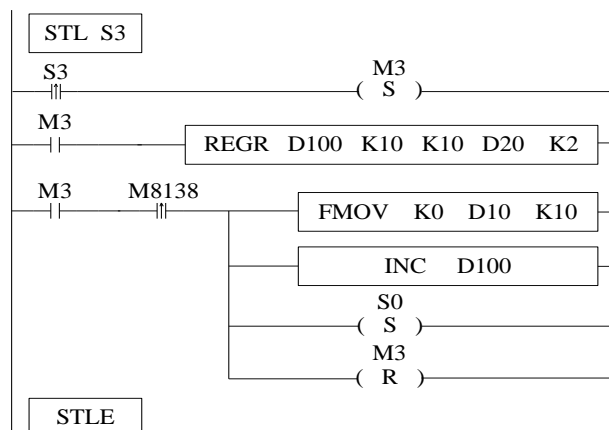 STL S3
S3
M3
( S )
M3
REGR D100 K10 K10 D20 K2
M3 M8138
FMOV K0 D10 K10
INC D100
S0
( S )
M3
( R )
STLE